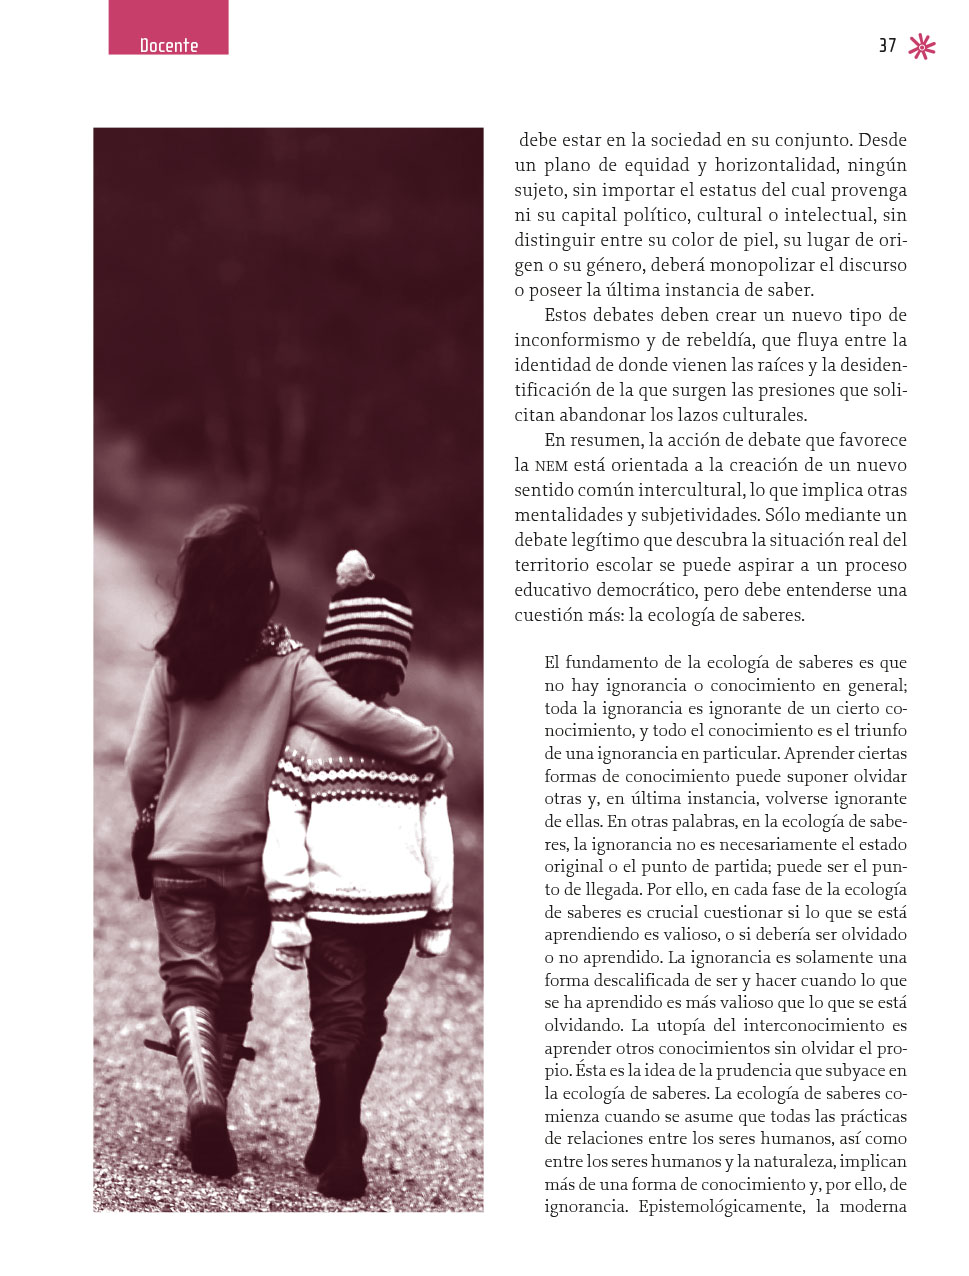 Docente
37
debe estar en la sociedad en su conjunto. Desde
un plano de equidad y horizontalidad, ningún
sujeto, sin importar el estatus del cual provenga
ni su capital político, cultural o intelectual, sin
distinguir entre su color de piel, su lugar de ori-
gen o su género, deberá monopolizar el discurso
o poseer la última instancia de saber.
Estos debates deben crear un nuevo tipo de
inconformismo y de rebeldía, que fluya entre la
identidad de donde vienen las raíces y la desiden-
tificación de la que surgen las presiones que soli-
citan abandonar los lazos culturales.
En resumen, la acción de debate que favorece
la NEM está orientada a la creación de un nuevo
sentido común intercultural, lo que implica otras
mentalidades y subjetividades. Sólo mediante un
debate legítimo que descubra la situación real del
territorio escolar se puede aspirar a un proceso
educativo democrático, pero debe entenderse una
cuestión más: la ecología de saberes.
El fundamento de la ecología de saberes es que
no hay ignorancia o conocimiento en general;
toda la ignorancia es ignorante de un cierto co-
nocimiento, y todo el conocimiento es el triunfo
de una ignorancia en particular. Aprender ciertas
formas de conocimiento puede suponer olvidar
otras y, en última instancia, volverse ignorante
de ellas. En otras palabras, en la ecología de sabe-
res, la ignorancia no es necesariamente el estado
original o el punto de partida; puede ser el pun-
to de llegada. Por ello, en cada fase de la ecología
de saberes es crucial cuestionar si lo que se está
aprendiendo es valioso, o si debería ser olvidado
o no aprendido. La ignorancia es solamente una
forma descalificada de ser y hacer cuando lo que
se ha aprendido es más valioso que lo que se está
olvidando. La utopía del interconocimiento es
aprender otros conocimientos sin olvidar el pro-
pio. Ésta es la idea de la prudencia que subyace en
la ecología de saberes. La ecología de saberes co-
mienza cuando se asume que todas las prácticas
de relaciones entre los seres humanos, así como
entre los seres humanos y la naturaleza, implican
más de una forma de conocimiento y, por ello, de
ignorancia. Epistemológicamente, la moderna